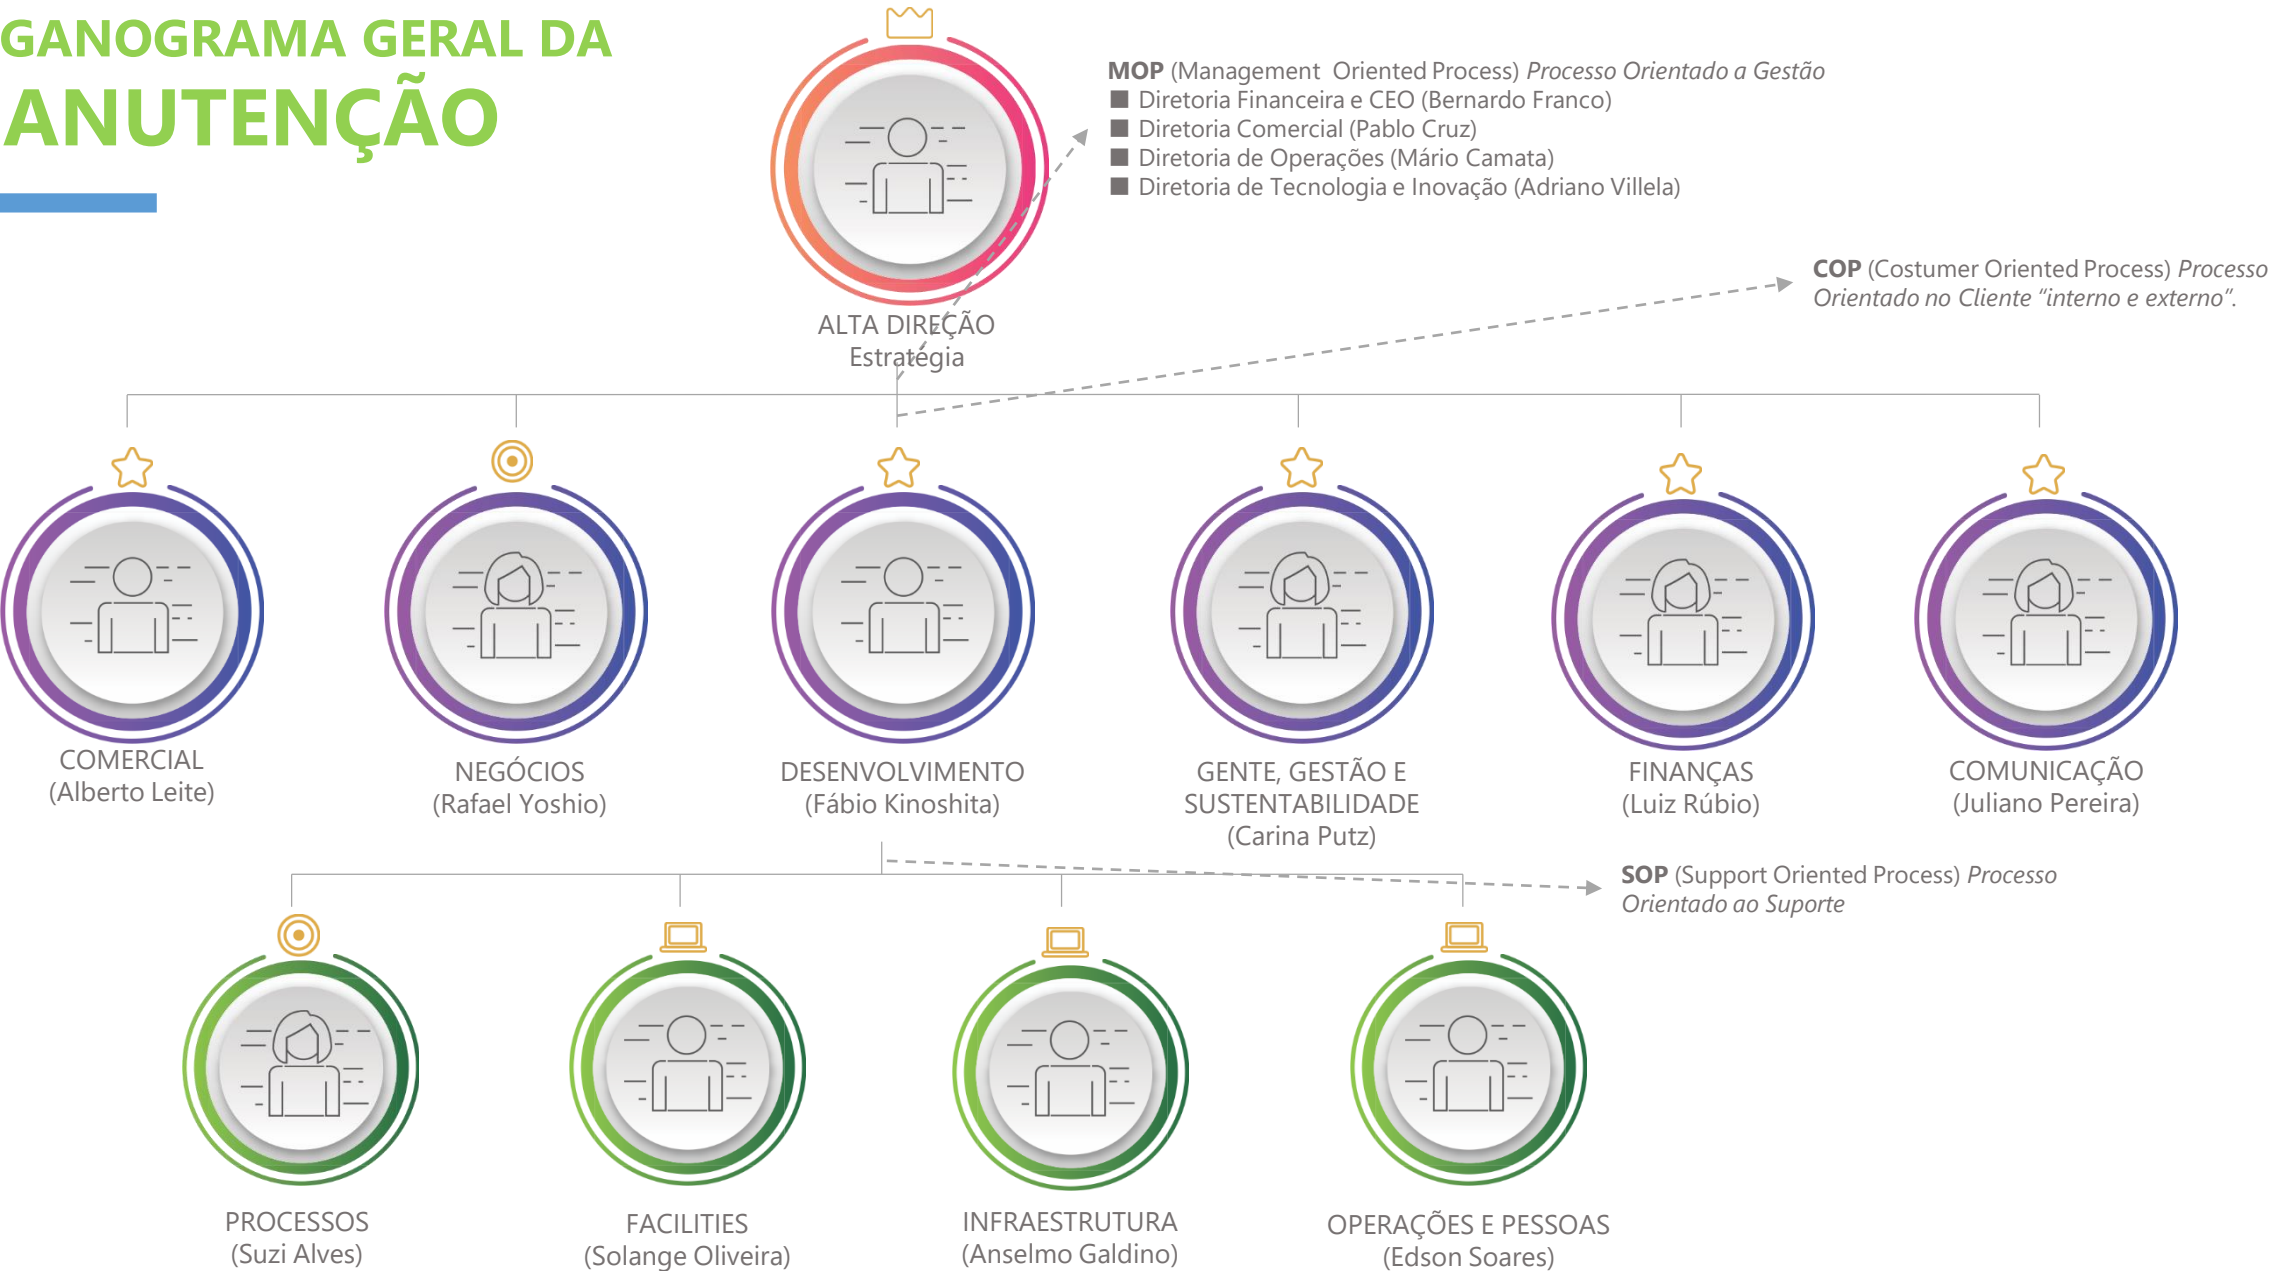 GANOGRAMA GERAL DA
ANUTENÇÃO
MOP (Management Oriented Process) Processo Orientado a Gestão
■ Diretoria Financeira e CEO (Bernardo Franco)
■ Diretoria Comercial (Pablo Cruz)
■ Diretoria de Operações (Mário Camata)
■ Diretoria de Tecnologia e Inovação (Adriano Villela)
COP (Costumer Oriented Process) Processo
Orientado no Cliente “interno e externo”.
ALTA DIREÇÃO
Estratégia
COMERCIAL
(Alberto Leite)
NEGÓCIOS
(Rafael Yoshio)
DESENVOLVIMENTO
(Fábio Kinoshita)
GENTE, GESTÃO E
SUSTENTABILIDADE
(Carina Putz)
FINANÇAS
(Luiz Rúbio)
COMUNICAÇÃO
(Juliano Pereira)
SOP (Support Oriented Process) Processo
Orientado ao Suporte
PROCESSOS
(Suzi Alves)
FACILITIES
(Solange Oliveira)
INFRAESTRUTURA
(Anselmo Galdino)
OPERAÇÕES E PESSOAS
(Edson Soares)